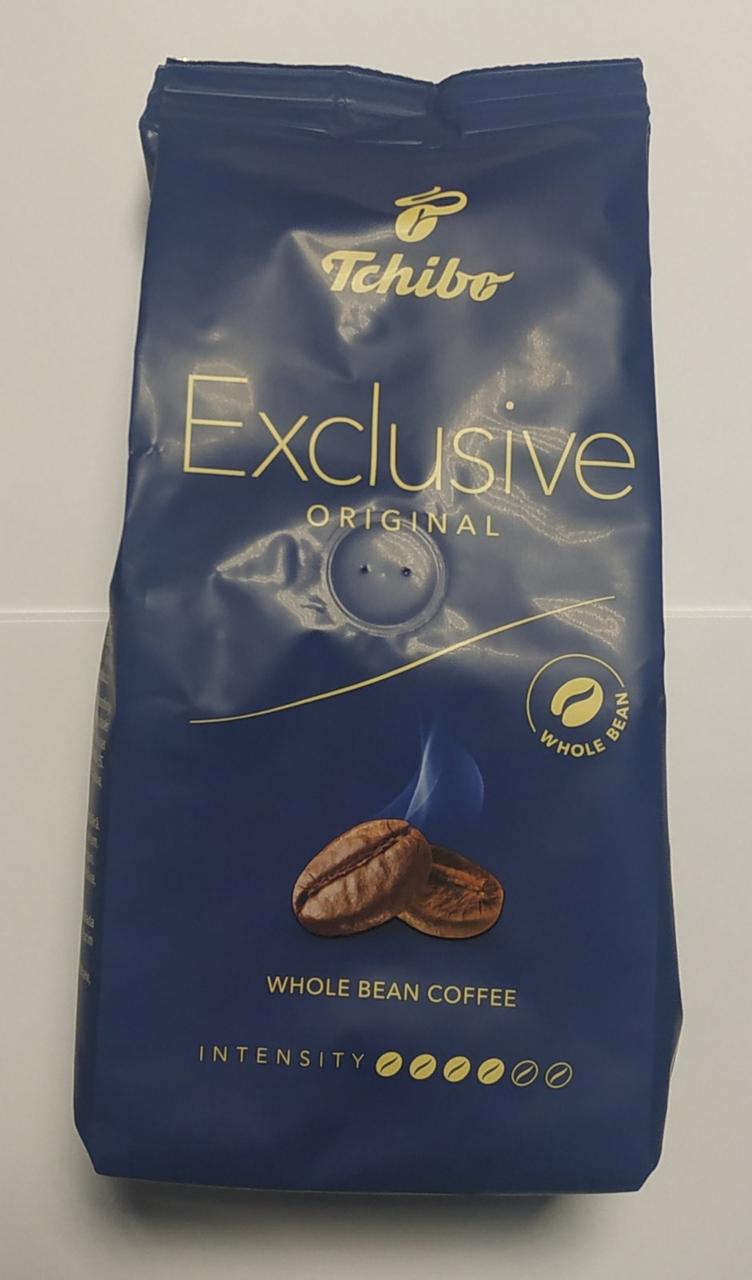 Tchibo
Exclusive
ORIGINAL
WHOLE BEAN
WHOLE BEAN COFFEE
INTENSITY